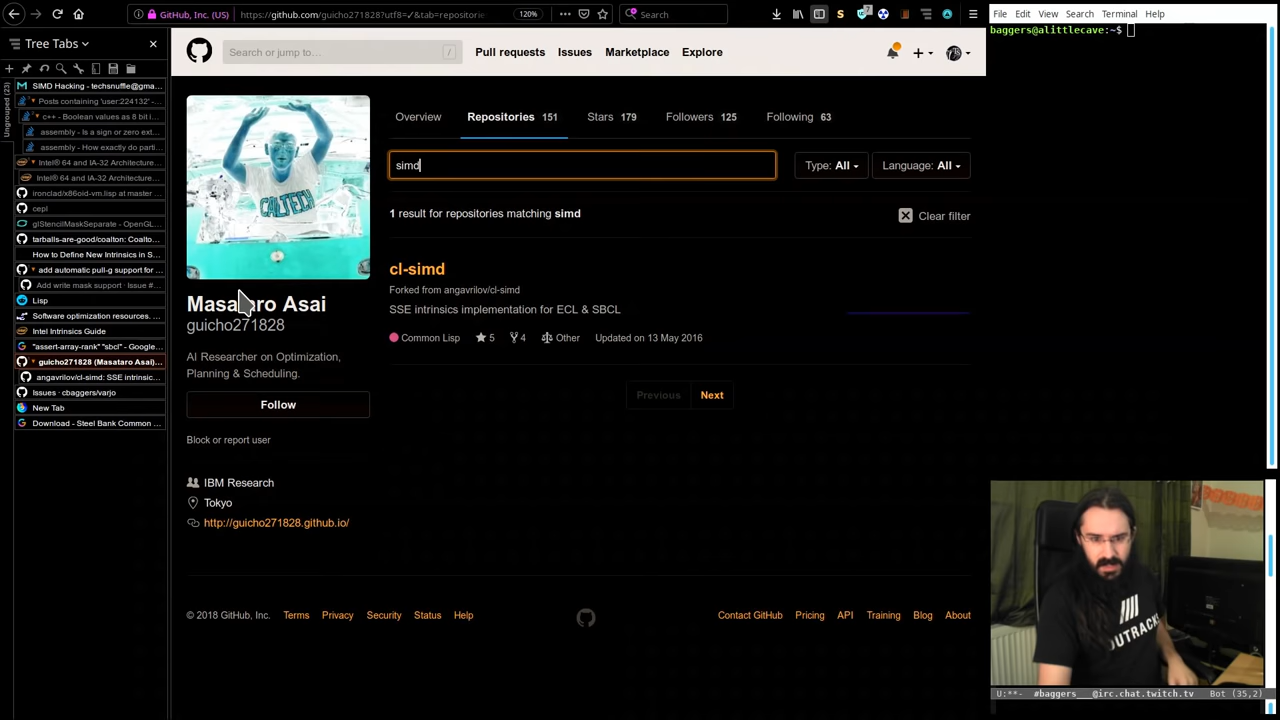 GitHub, Inc. (US)
https://github.com/guicho271828?utf8=✓&tab=repositorie
120%
Search
File Edit View Search Terminal Help
baggers@alittlecave:~$
Tree Tabs
Ungrouped (23)
SIMD Hacking - techsnuffle@gma...
Posts containing 'user:224132' -...
c++ - Boolean values as 8 bit i...
assembly - Is a sign or zero ext...
assembly - How exactly do part...
Intel® 64 and IA-32 Architecture...
Intel® 64 and IA-32 Architecture...
ironclad/x86oid-vm.lisp at master ...
cepl
glStencilMaskSeparate - OpenGL...
tarballs-are-good/coalton: Coalto...
How to Define New Intrinsics in S...
add automatic pull-g support for ...
Add write mask support · Issue #...
Lisp
Software optimization resources. ...
Intel Intrinsics Guide
"assert-array-rank" "sbcl" - Google...
guicho271828 (Masataro Asai)...
angavrilov/cl-simd: SSE intrinsic...
Issues · cbaggers/varjo
New Tab
Download - Steel Bank Common ...
Search or jump to...
/
Pull requests Issues Marketplace Explore
CALTECH
Masataro Asai
guicho271828
AI Researcher on Optimization,
Planning & Scheduling.
Follow
Block or report user
IBM Research
Tokyo
http://guicho271828.github.io/
Overview Repositories 151 Stars 179 Followers 125 Following 63
simd
Type: All Language: All
1 result for repositories matching simd
Clear filter
cl-simd
Forked from angavrilov/cl-simd
SSE intrinsics implementation for ECL & SBCL
Common Lisp 5 4 Other Updated on 13 May 2016
Previous Next
© 2018 GitHub, Inc. Terms Privacy Security Status Help
Contact GitHub Pricing API Training Blog About
OUTRACKS
U:**- #baggers___@irc.chat.twitch.tv Bot (35,2)